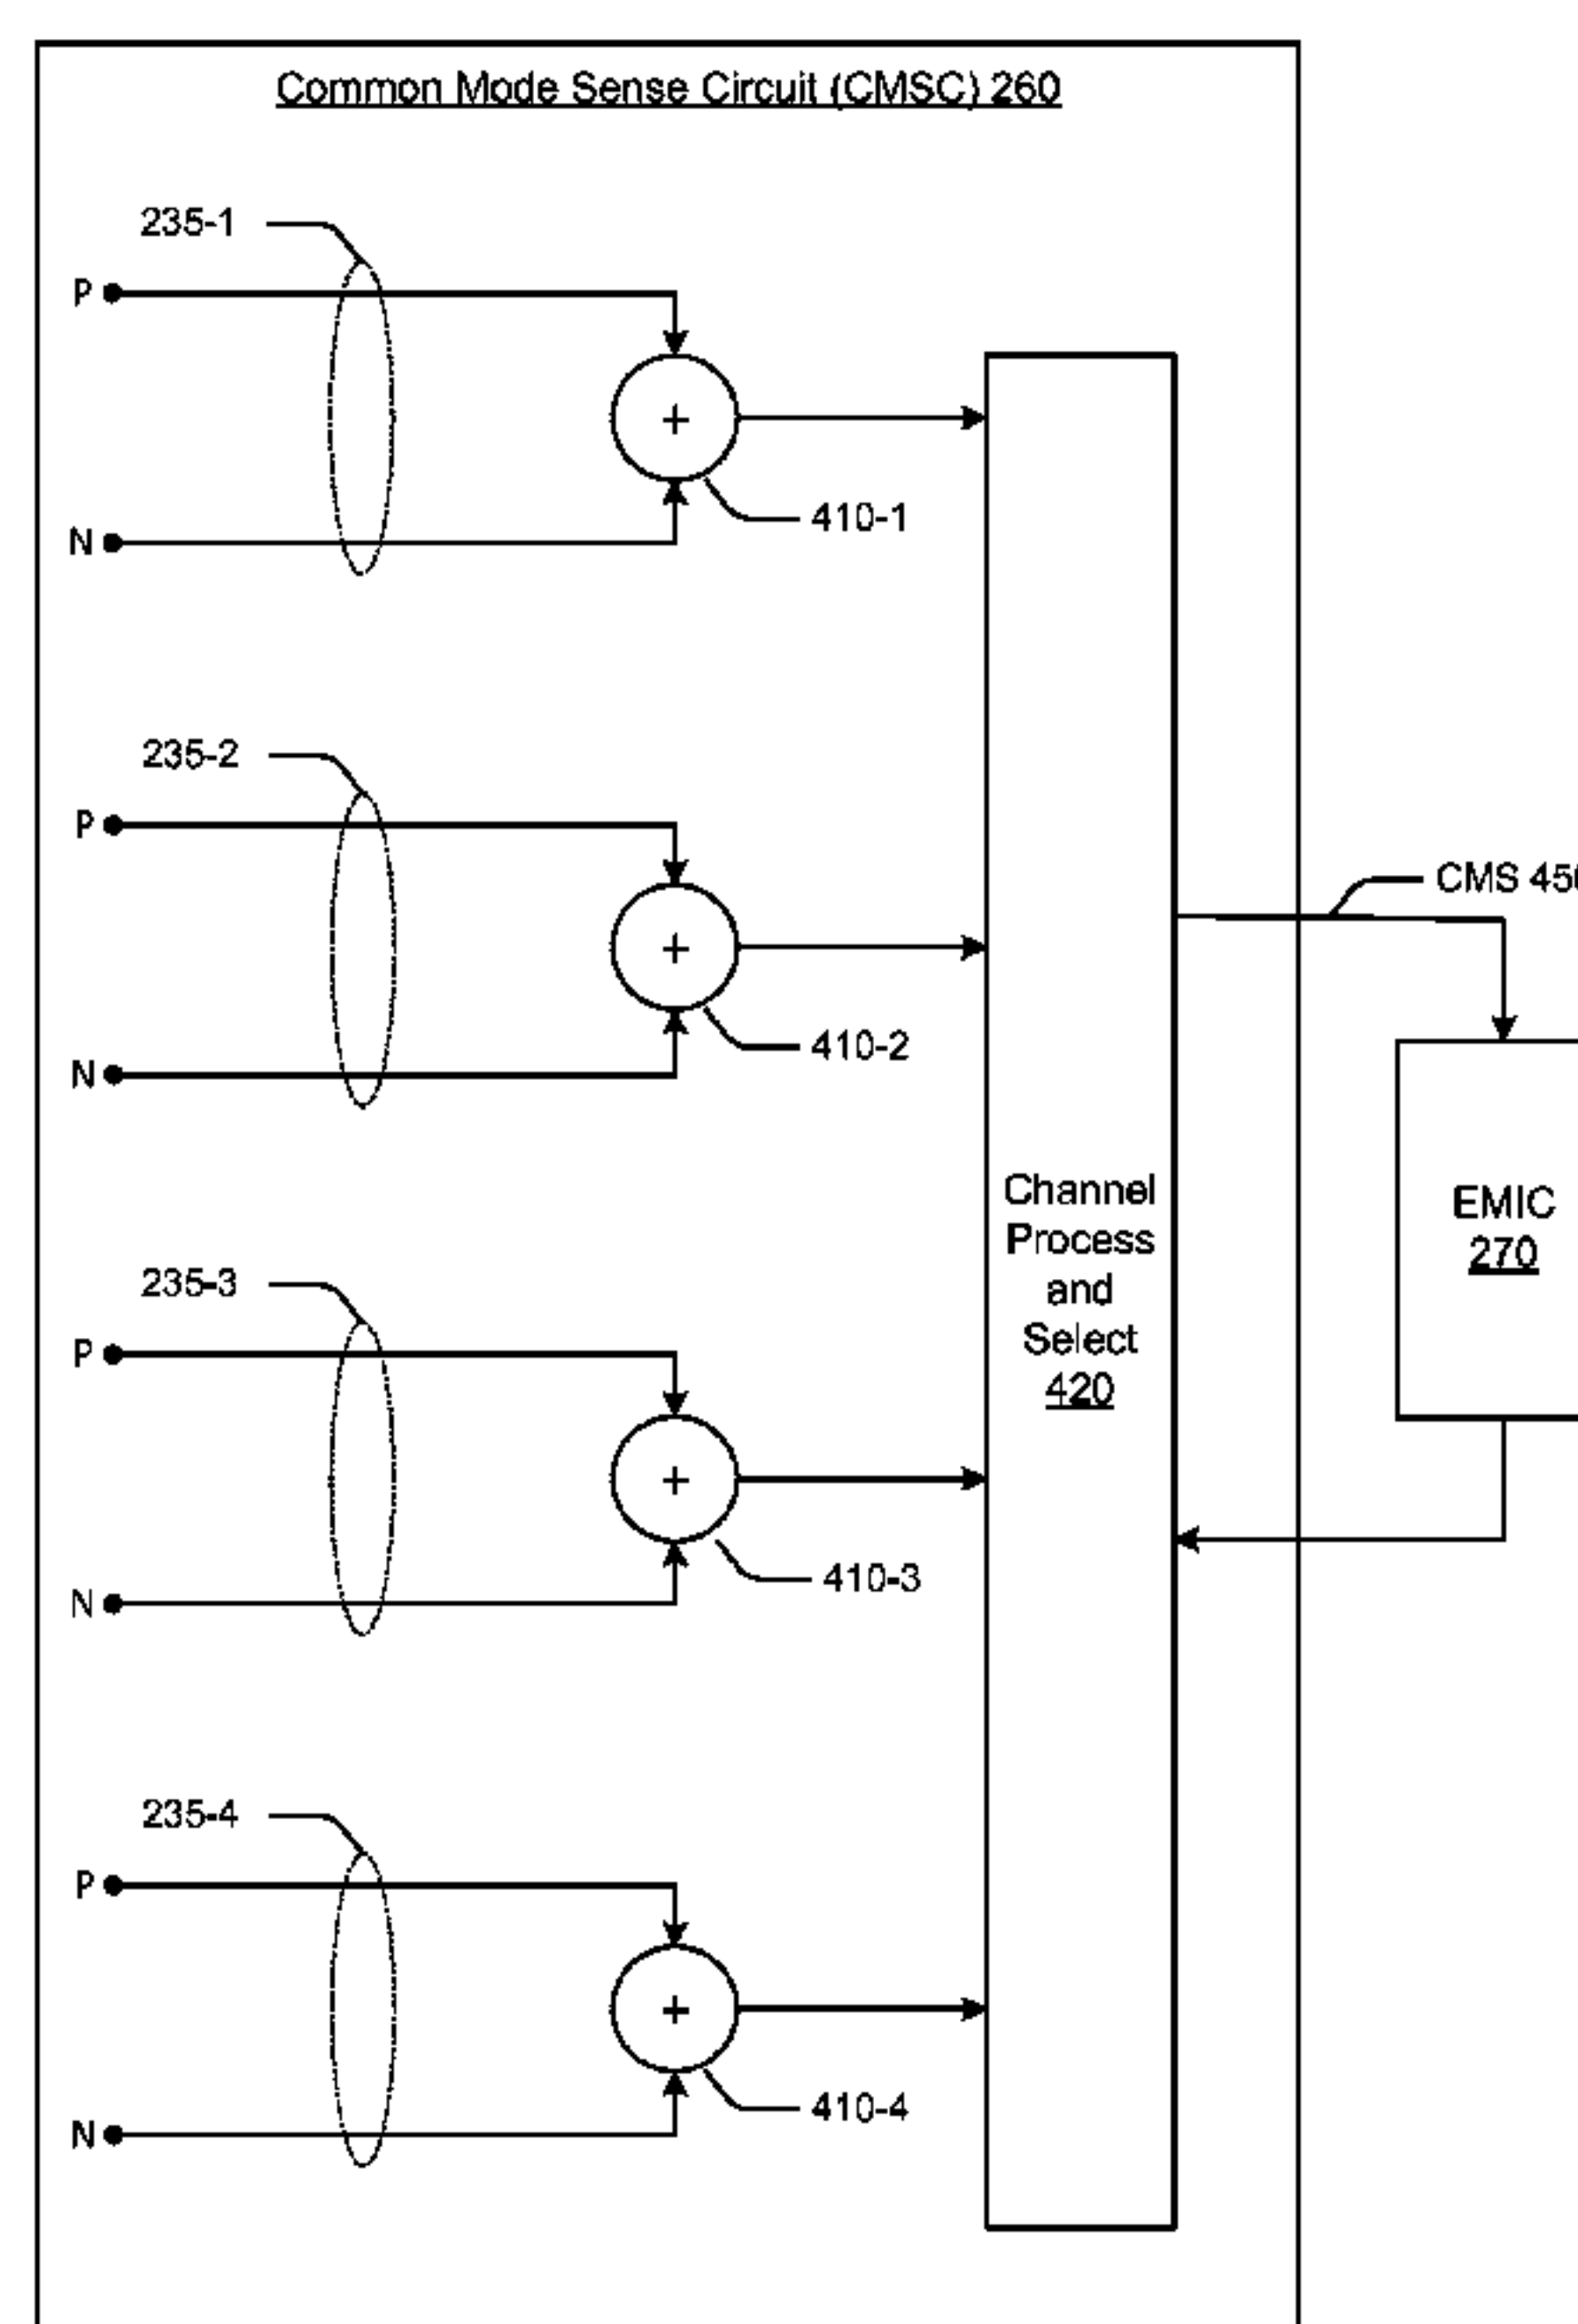 Common Mode Sense Circuit (CMSC) 260
235-1
P
+
410-1
N
235-2
P
CMS 450
+
410-2
N
Channel
Process
and
Select
420
EMIC
270
235-3
P
+
410-3
N
235-4
P
+
410-4
N